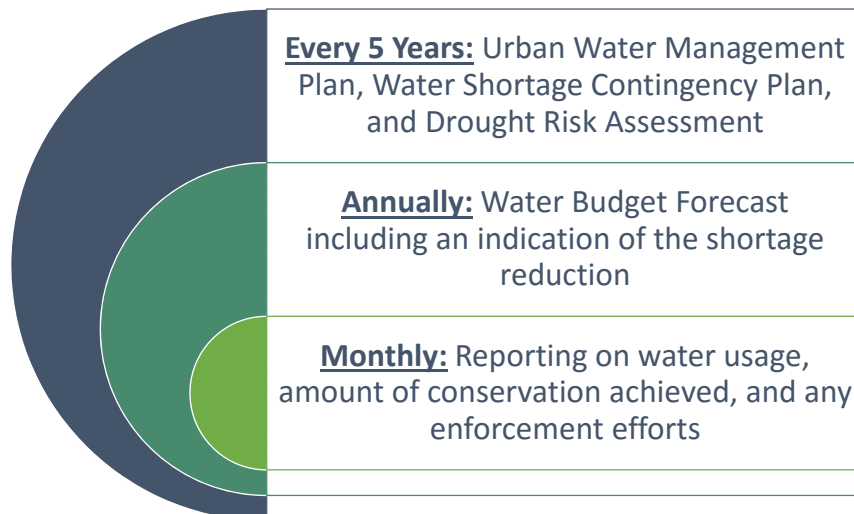 Every 5 Years: Urban Water Management
Plan, Water Shortage Contingency Plan,
and Drought Risk Assessment
Annually: Water Budget Forecast
including an indication of the shortage
reduction
Monthly: Reporting on water usage,
amount of conservation achieved, and any
enforcement efforts